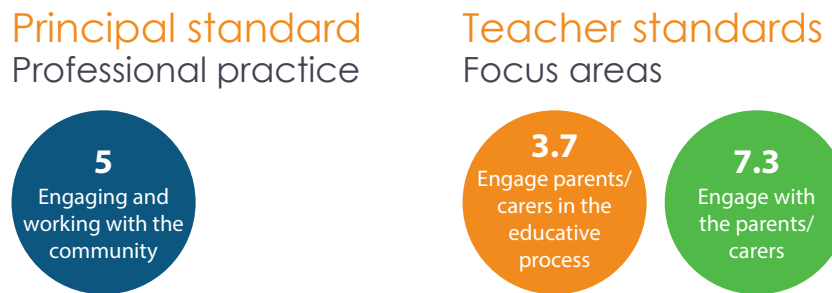 Principal standard
Professional practice
5
Engaging and
working with the
community
Teacher standards
Focus areas
3.7
Engage parents/
carers in the
educative
process
7.3
Engage with
the parents/
carers